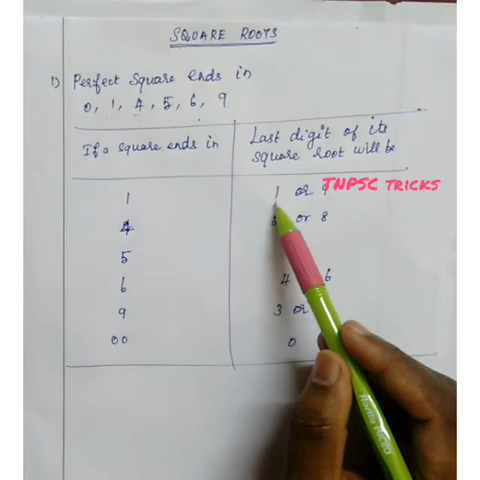 SQUARE ROOTS
1) Perfect Square ends in
0, 1, 4, 5, 6, 9
If a square ends in
Last digit of its
square root will be
1
1 or 9
TNPSC TRICKS
4
or 8
5
6
4 6
9
3 or
00
0